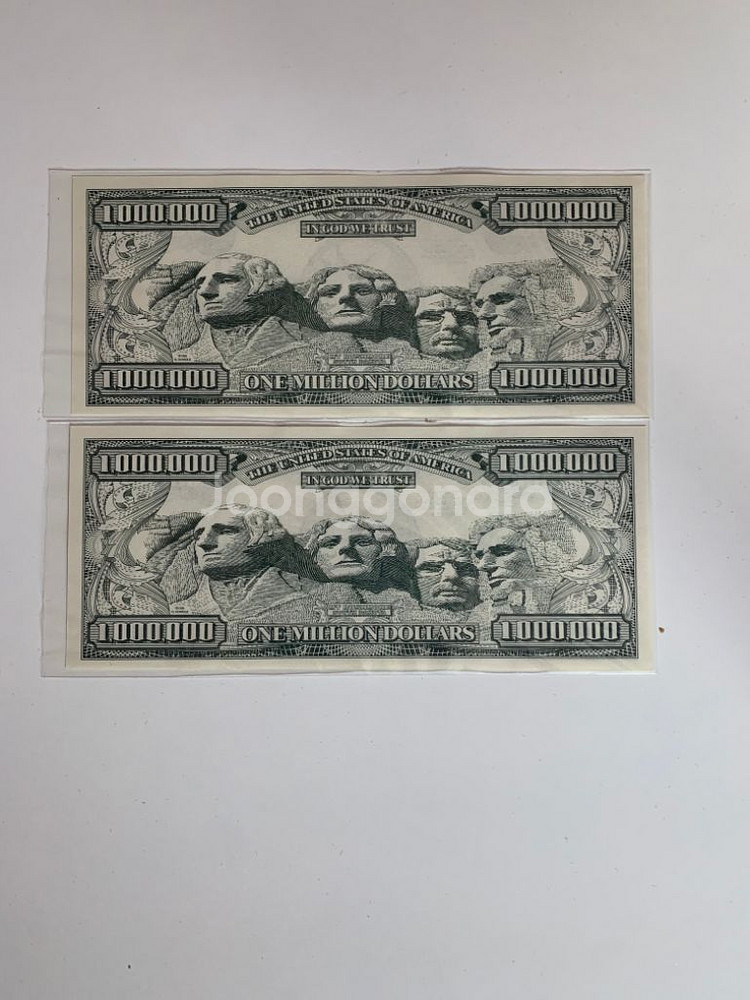 1,000,000
THE UNITED STATES OF AMERICA
1,000,000
IN GOD WE TRUST
1,000,000
ONE MILLION DOLLARS
1,000,000
1,000,000
THE UNITED STATES OF AMERICA
1,000,000
IN GOD WE TRUST
Joonggonara
1,000,000
ONE MILLION DOLLARS
1,000,000